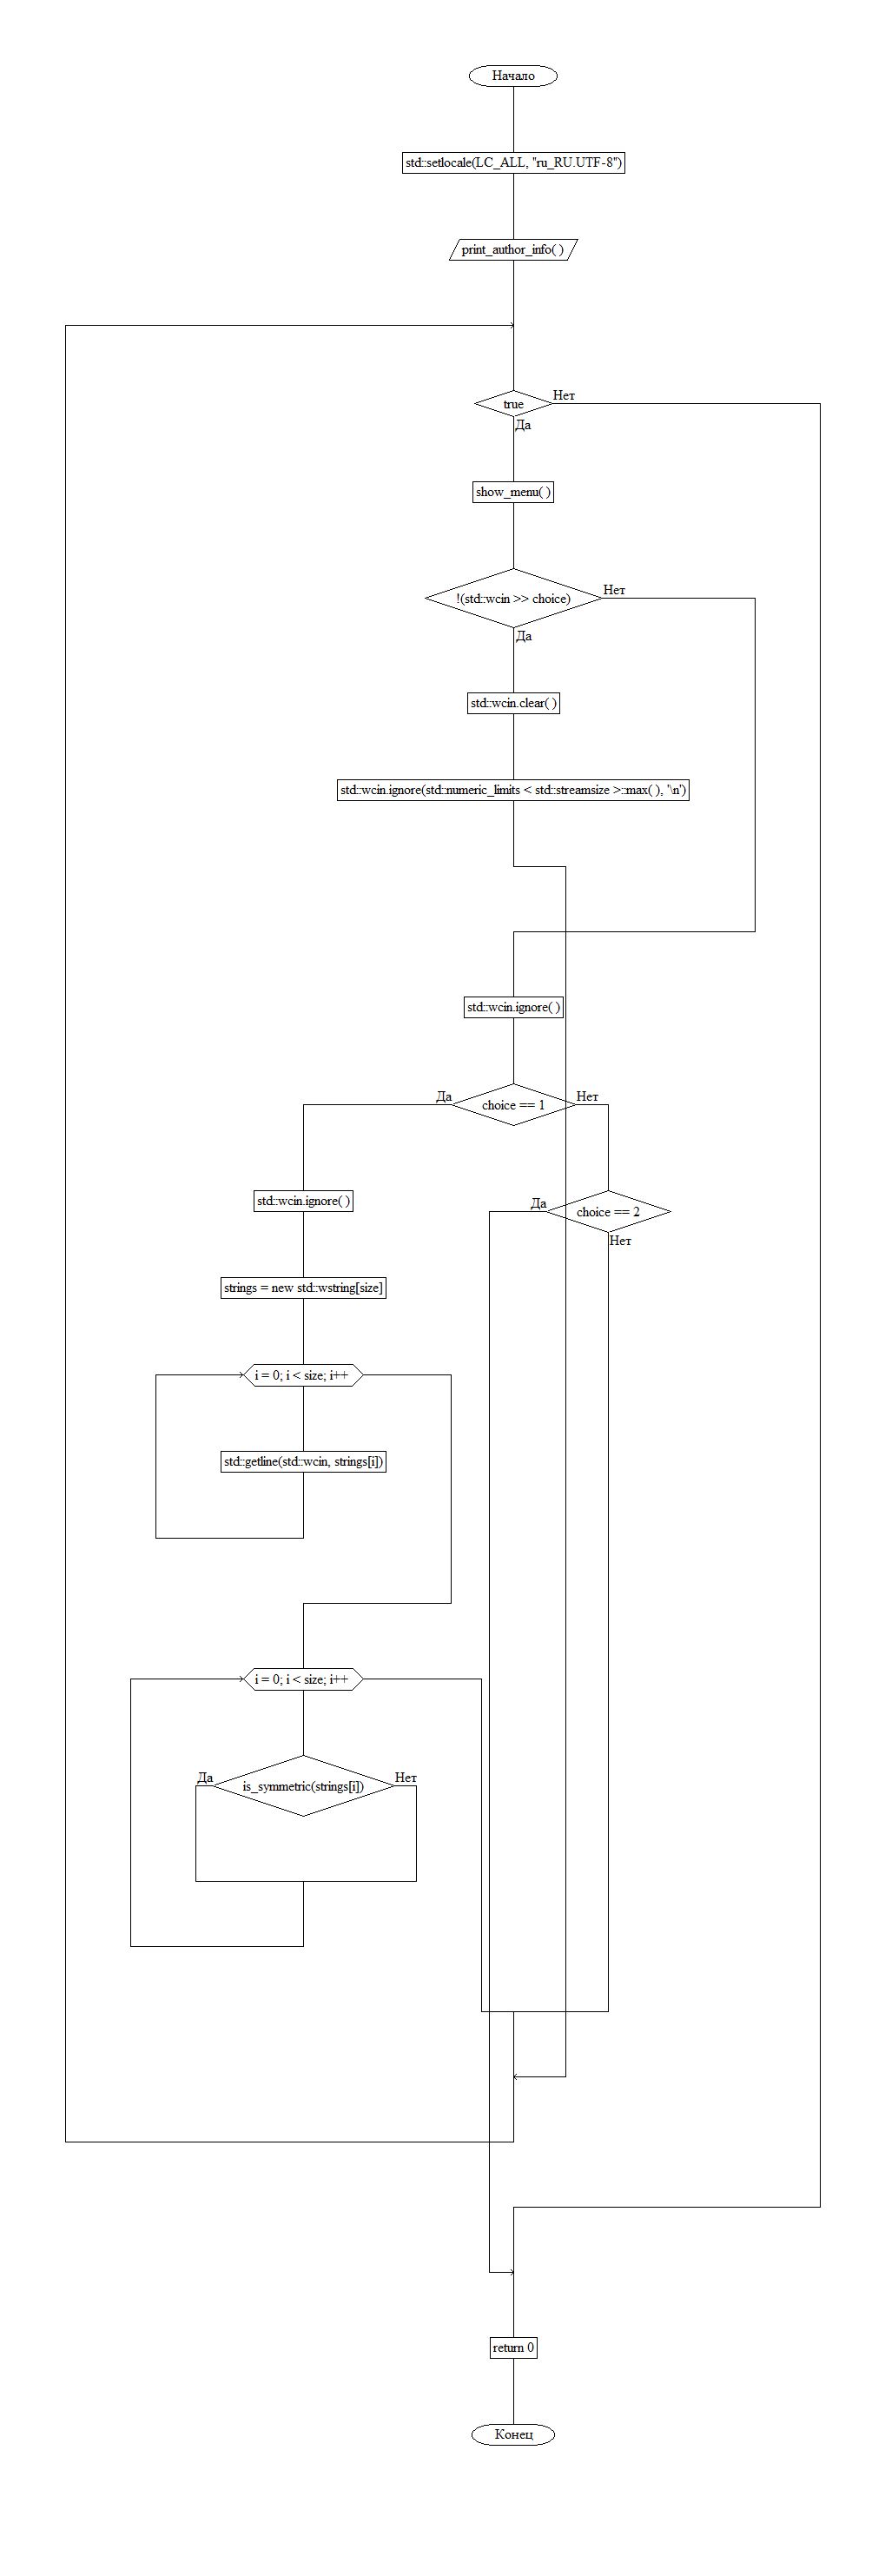 Начало
std::setlocale(LC_ALL, "ru_RU.UTF-8")
print_author_info( )
true
Нет
Да
show_menu( )
!(std::wcin >> choice)
Нет
Да
std::wcin.clear( )
std::wcin.ignore(std::numeric_limits < std::streamsize >::max( ), '\n')
std::wcin.ignore( )
Да
choice == 1
Нет
std::wcin.ignore( )
Да
choice == 2
Нет
strings = new std::wstring[size]
i = 0; i < size; i++
std::getline(std::wcin, strings[i])
i = 0; i < size; i++
Да
is_symmetric(strings[i])
Нет
return 0
Конец